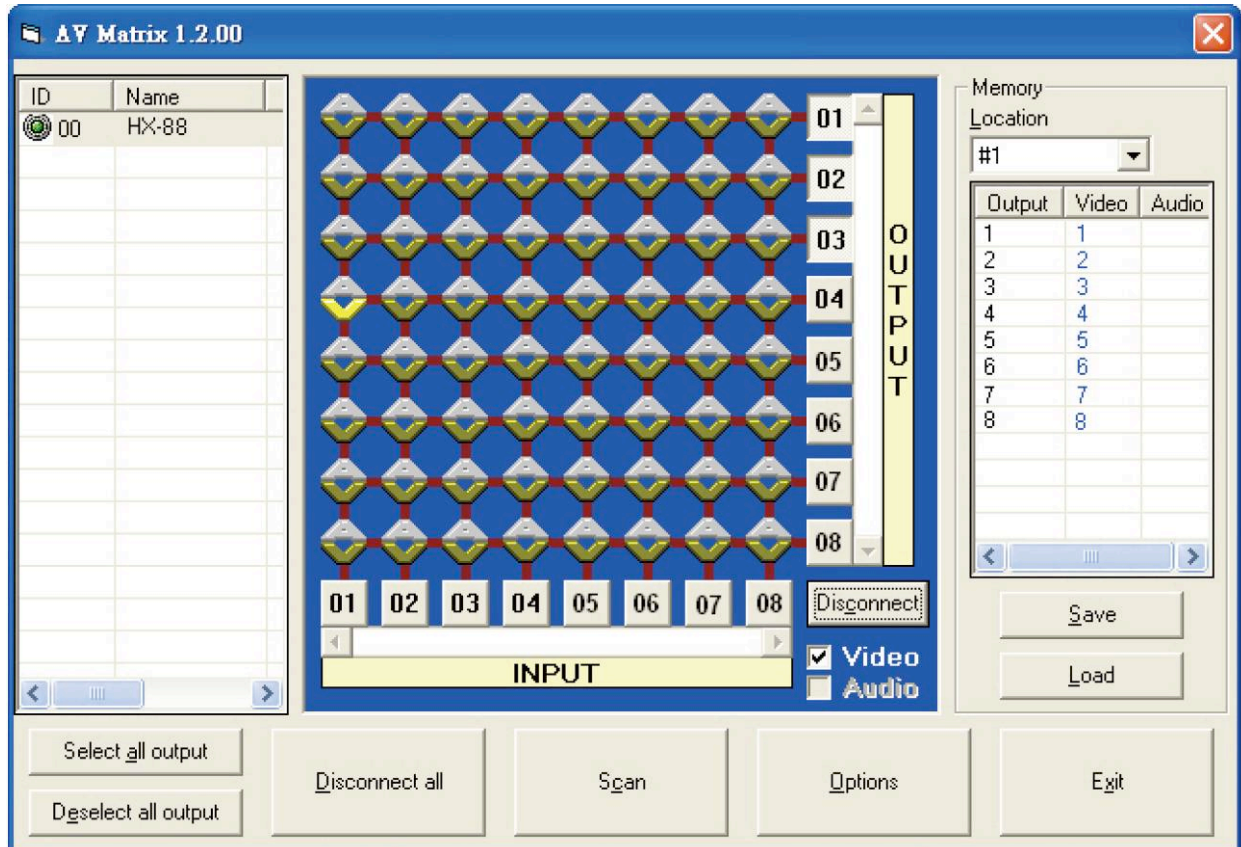 AV Matrix 1.2.00
ID Name
00 HX-88
01
02
03
04
05
06
07
08
OUTPUT
01 02 03 04 05 06 07 08
Disconnect
INPUT
Video
Audio
Memory
Location
#1
Output Video Audio
1 1
2 2
3 3
4 4
5 5
6 6
7 7
8 8
Save
Load
Select all output
Deselect all output
Disconnect all
Scan
Options
Exit